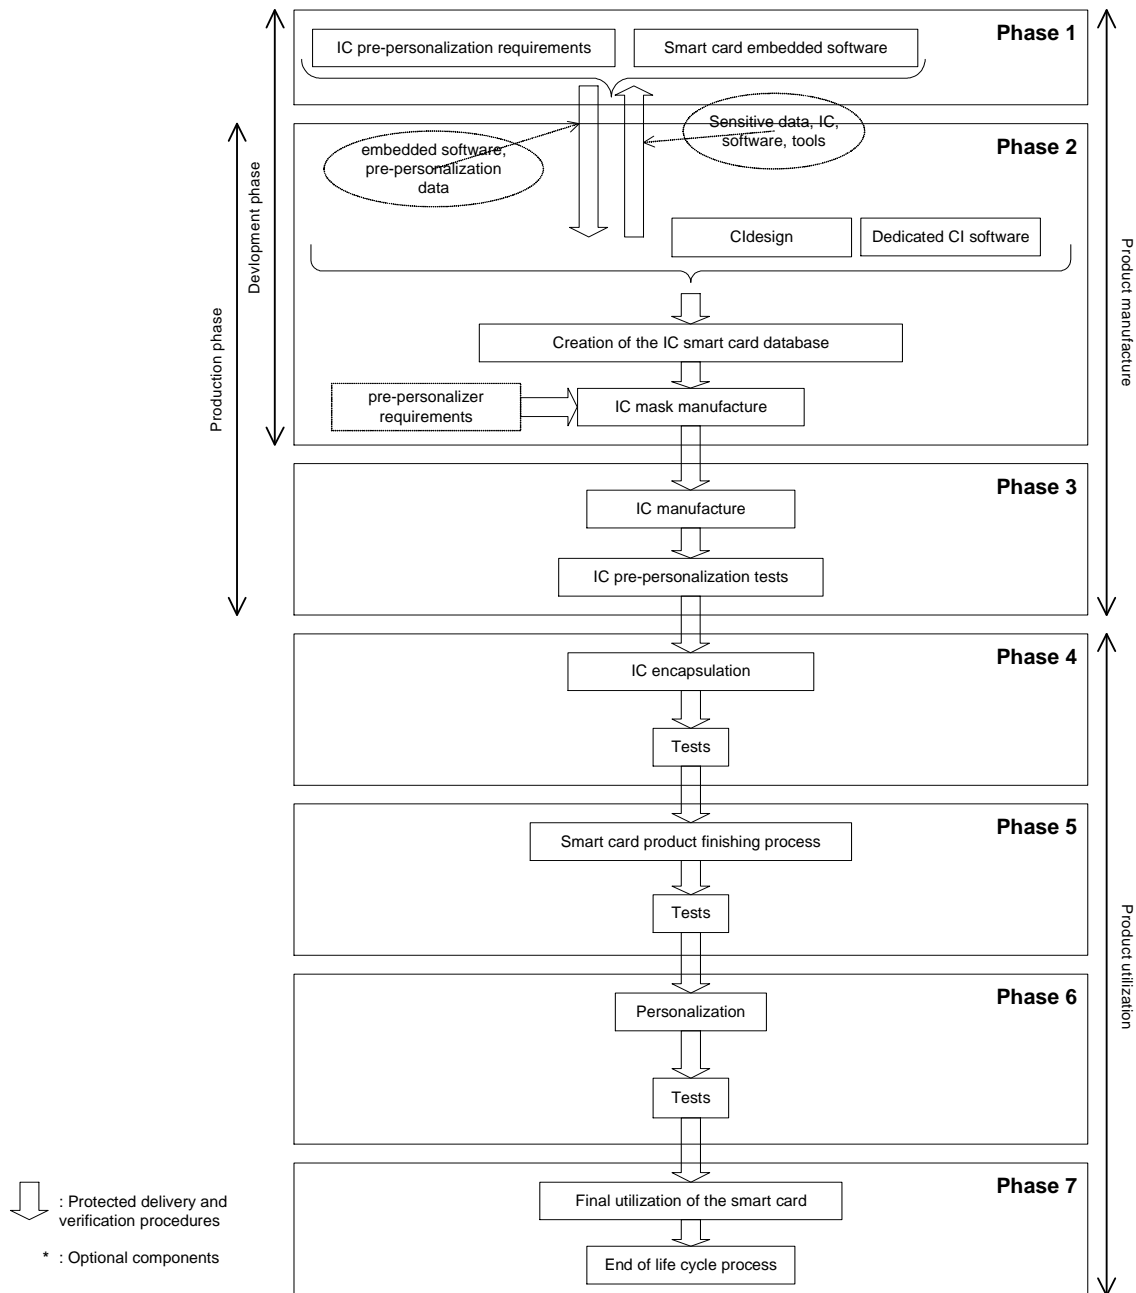 Phase 1
IC pre-personalization requirements
Smart card embedded software
Sensitive data, IC,
software, tools
embedded software,
pre-personalization
data
Phase 2
CIdesign
Dedicated CI software
Creation of the IC smart card database
pre-personalizer
requirements
IC mask manufacture
Devlopment phase
Production phase
Product manufacture
Phase 3
IC manufacture
IC pre-personalization tests
Phase 4
IC encapsulation
Tests
Phase 5
Smart card product finishing process
Tests
Product utilization
Phase 6
Personalization
Tests
Phase 7
Final utilization of the smart card
End of life cycle process
: Protected delivery and
verification procedures
* : Optional components